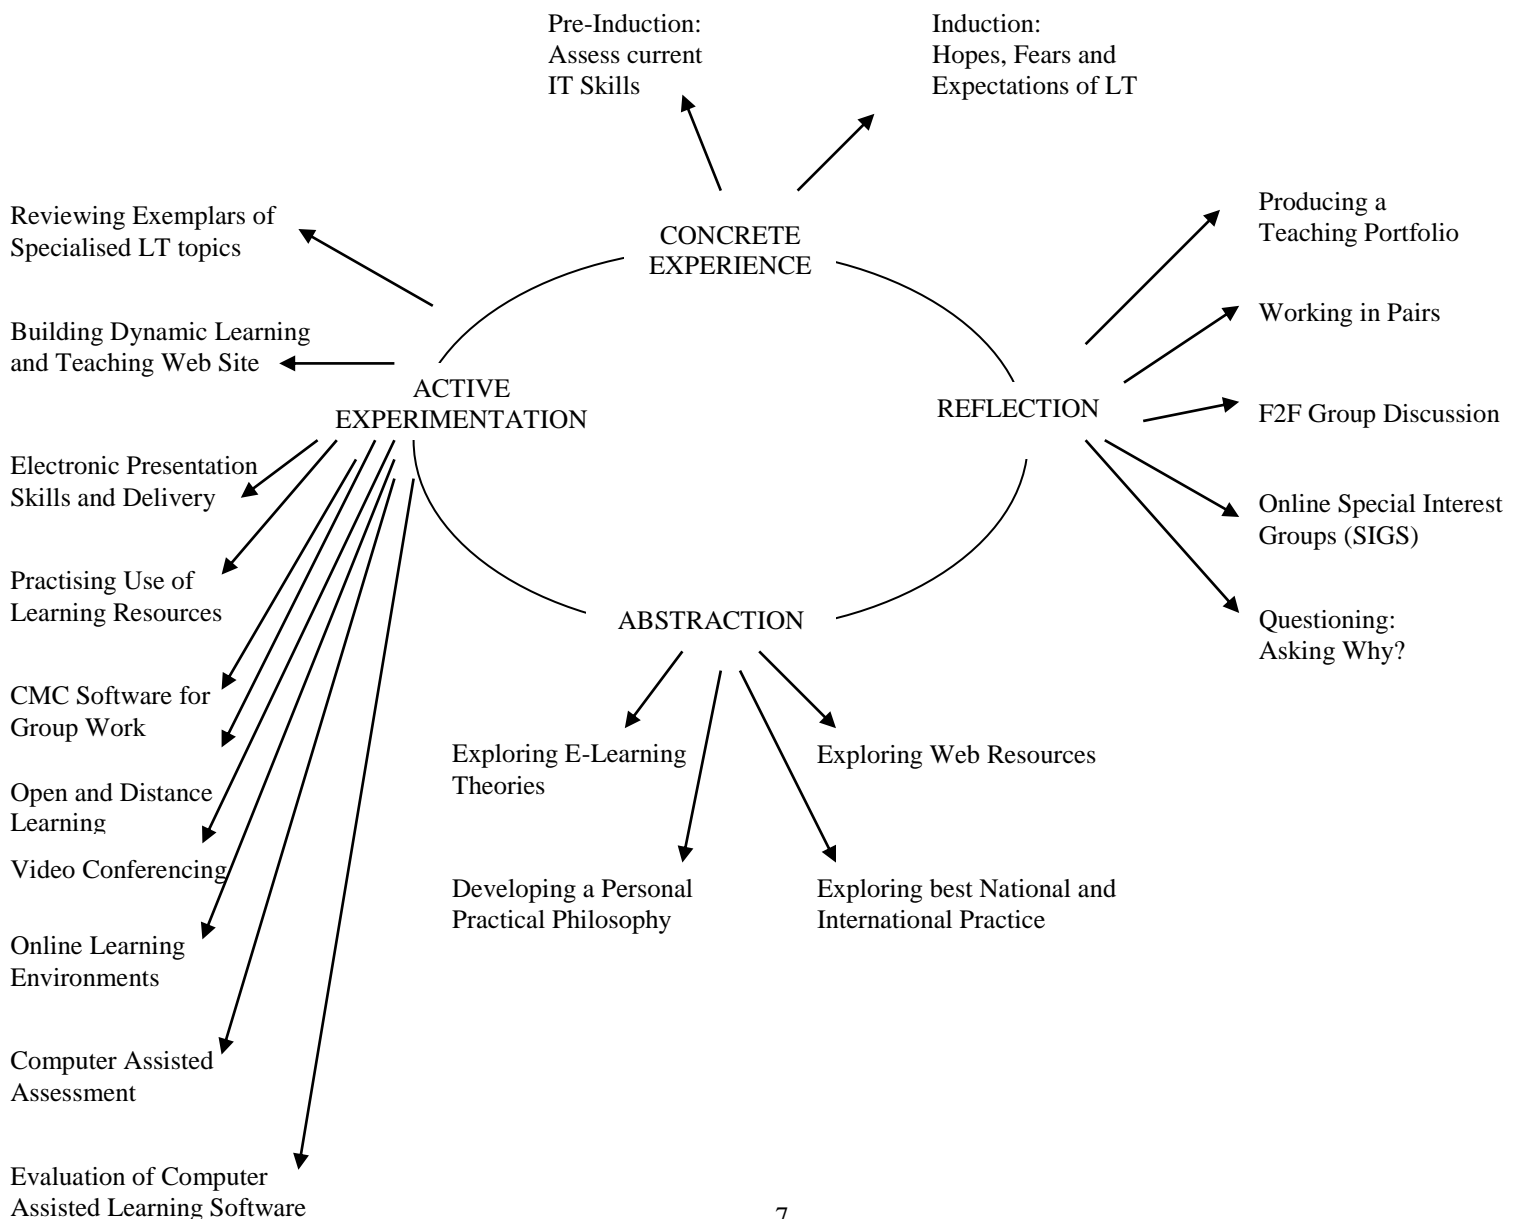 Pre-Induction:
Assess current
IT Skills
Induction:
Hopes, Fears and
Expectations of LT
Reviewing Exemplars of
Specialised LT topics
CONCRETE
EXPERIENCE
Producing a
Teaching Portfolio
Building Dynamic Learning
and Teaching Web Site
Working in Pairs
ACTIVE
EXPERIMENTATION
REFLECTION
F2F Group Discussion
Electronic Presentation
Skills and Delivery
Online Special Interest
Groups (SIGS)
Practising Use of
Learning Resources
ABSTRACTION
Questioning:
Asking Why?
CMC Software for
Group Work
Exploring E-Learning
Theories
Exploring Web Resources
Open and Distance
Learning
Video Conferencing
Developing a Personal
Practical Philosophy
Exploring best National and
International Practice
Online Learning
Environments
Computer Assisted
Assessment
Evaluation of Computer
Assisted Learning Software
7